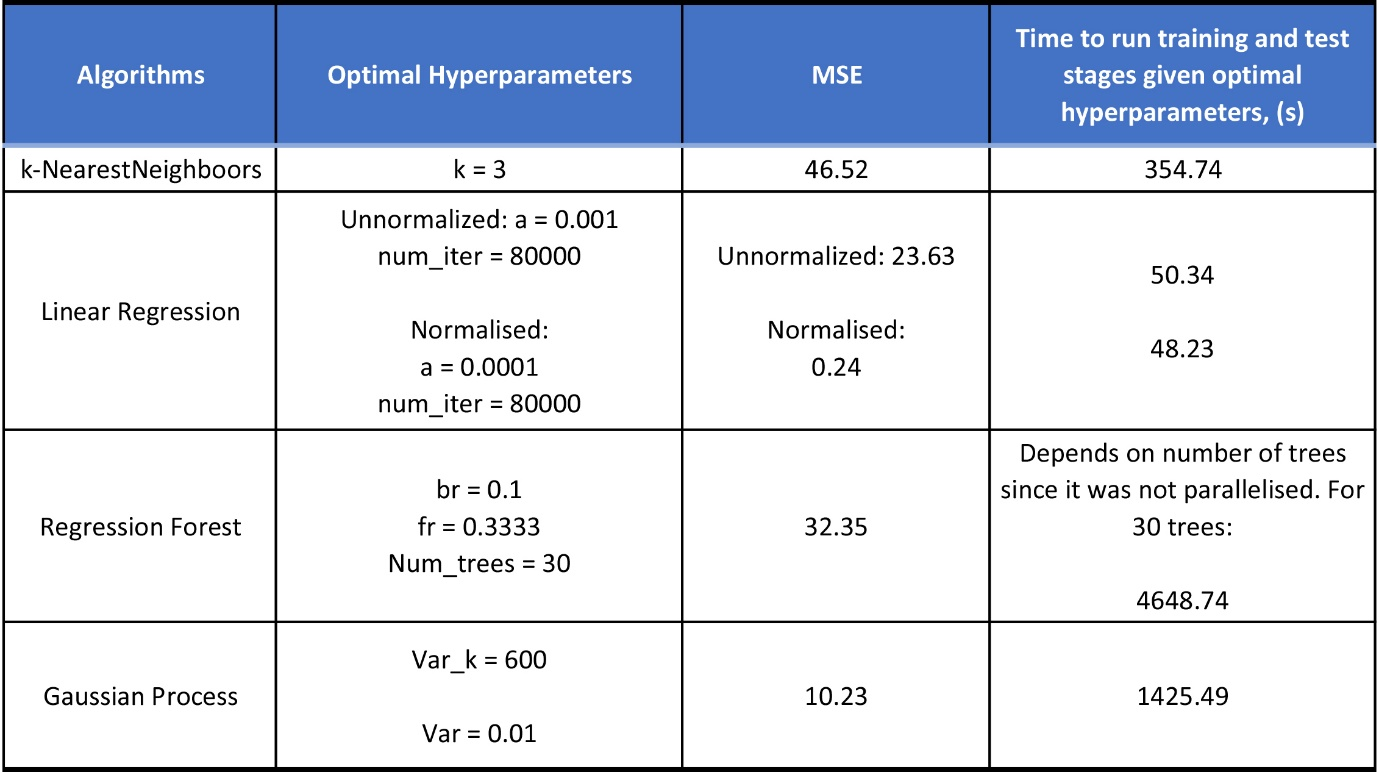 Algorithms
Optimal Hyperparameters
MSE
Time to run training and test
stages given optimal
hyperparameters, (s)
k-NearestNeighboors
k = 3
46.52
354.74
Linear Regression
Unnormalized: a = 0.001
num_iter = 80000
Normalised:
a = 0.0001
num_iter = 80000
Unnormalized: 23.63
Normalised:
0.24
50.34
48.23
Regression Forest
br = 0.1
fr = 0.3333
Num_trees = 30
32.35
Depends on number of trees
since it was not parallelised. For
30 trees:
4648.74
Gaussian Process
Var_k = 600
Var = 0.01
10.23
1425.49